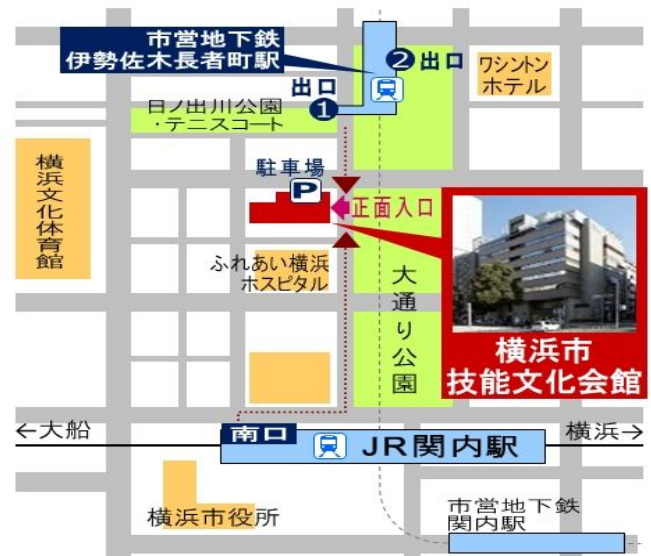 市営地下鉄
伊勢佐木長者町駅
2出口
ワシントン
ホテル
出口
1
日ノ出川公園
・テニスコート
横浜文化体育館
駐車場
P
正面入口
ふれあい横浜
ホスピタル
大通り公園
横浜市
技能文化会館
←大船
南口
JR関内駅
横浜→
横浜市役所
市営地下鉄
関内駅